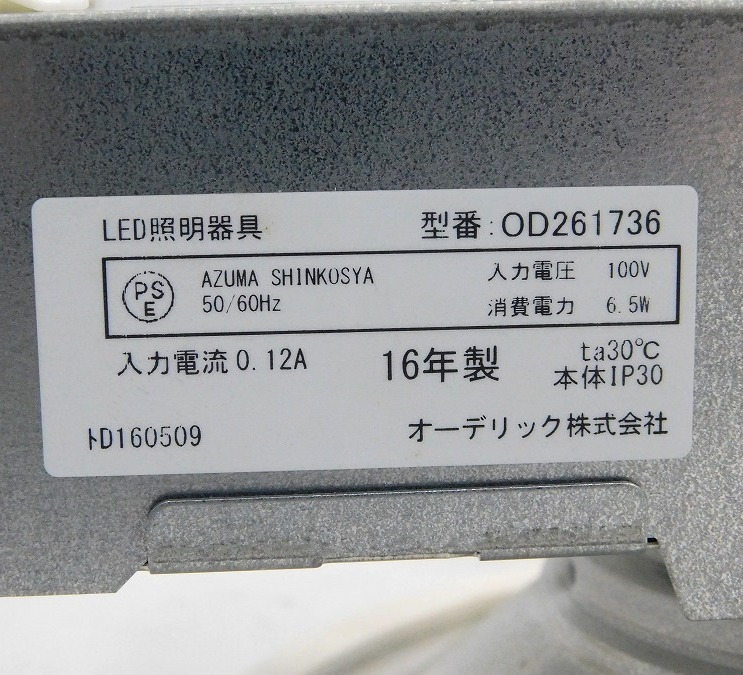 LED照明器具 型番:OD261736
PSE AZUMA SHINKOSYA 入力電圧 100V
50/60Hz 消費電力 6.5W
入力電流0.12A 16年製 ta30℃
本体IP30
ﾄD160509 オーデリック株式会社